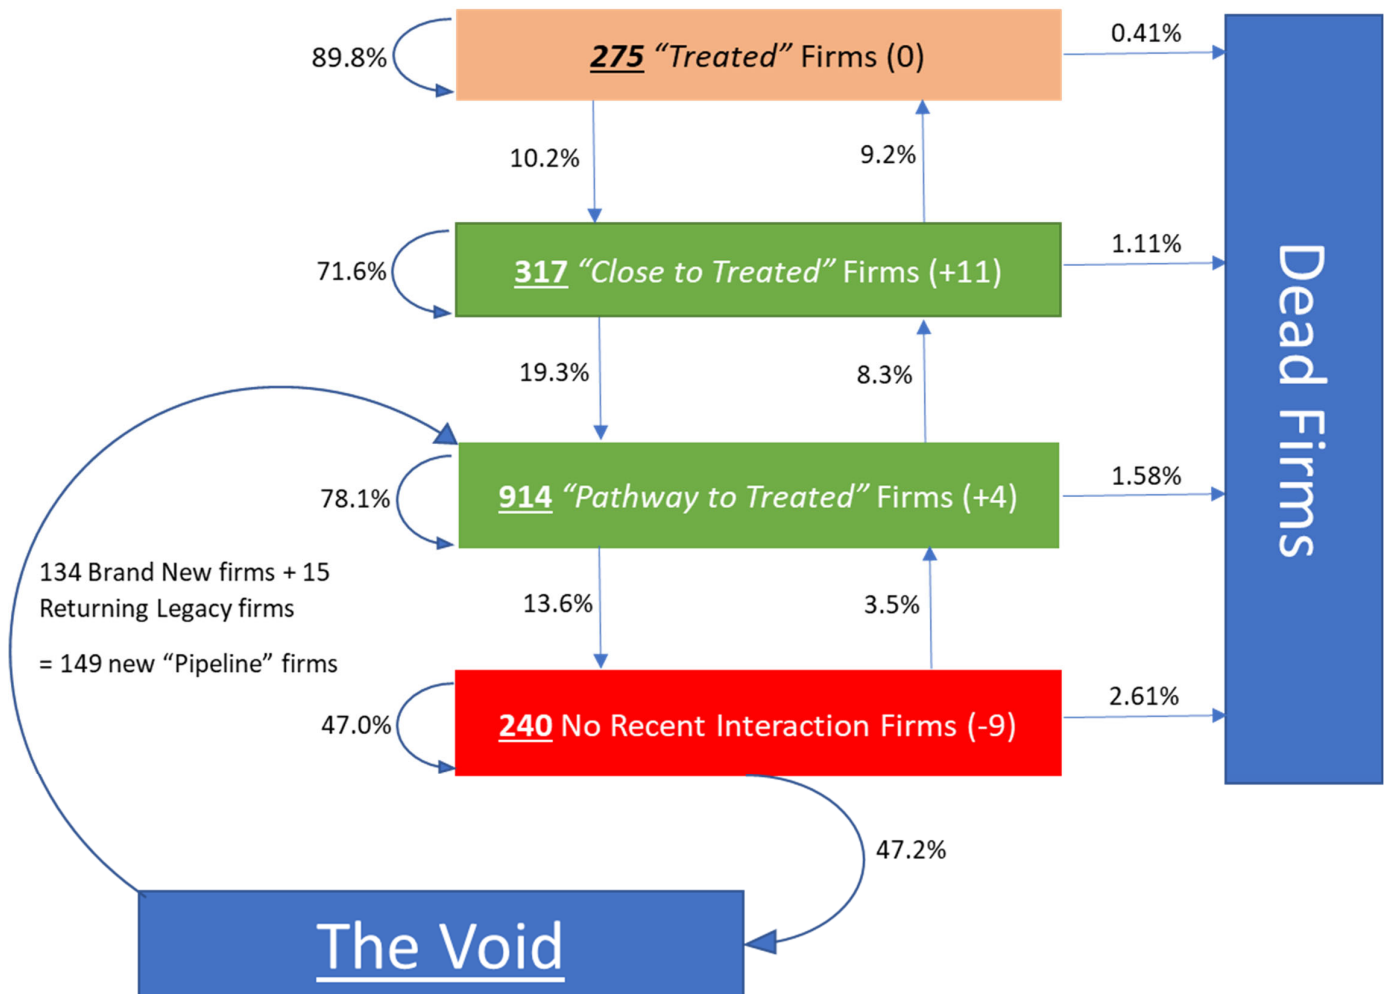 275 “Treated” Firms (0)
0.41%
89.8%
10.2%
9.2%
317 “Close to Treated” Firms (+11)
1.11%
71.6%
19.3%
8.3%
914 “Pathway to Treated” Firms (+4)
1.58%
78.1%
134 Brand New firms + 15
Returning Legacy firms
= 149 new “Pipeline” firms
13.6%
3.5%
240 No Recent Interaction Firms (-9)
2.61%
47.0%
47.2%
The Void
Dead Firms